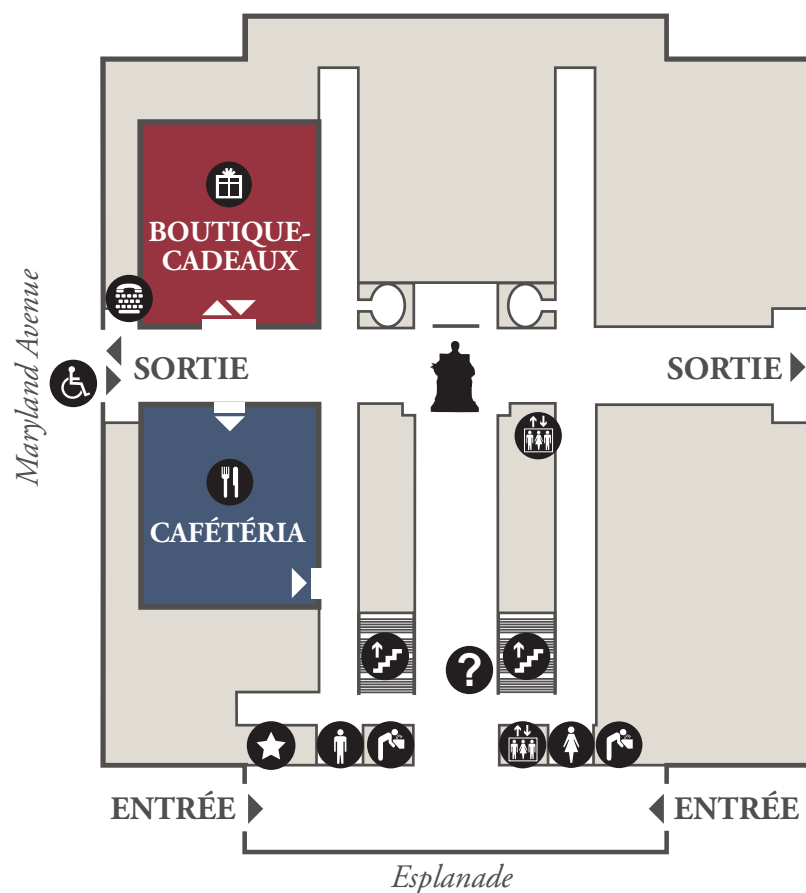 BOUTIQUE-
CADEAUX
Maryland Avenue
SORTIE
SORTIE
CAFÉTÉRIA
?
ENTRÉE
ENTRÉE
Esplanade